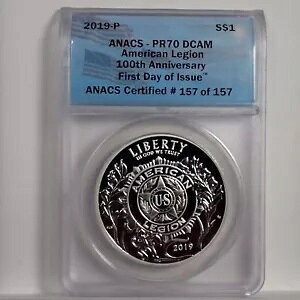 2019-P S$1
ANACS - PR70 DCAM
American Legion
100th Anniversary
First Day of Issue™
ANACS Certified # 157 of 157
LIBERTY
IN GOD WE TRUST
AMERICAN
US
LEGION
2019